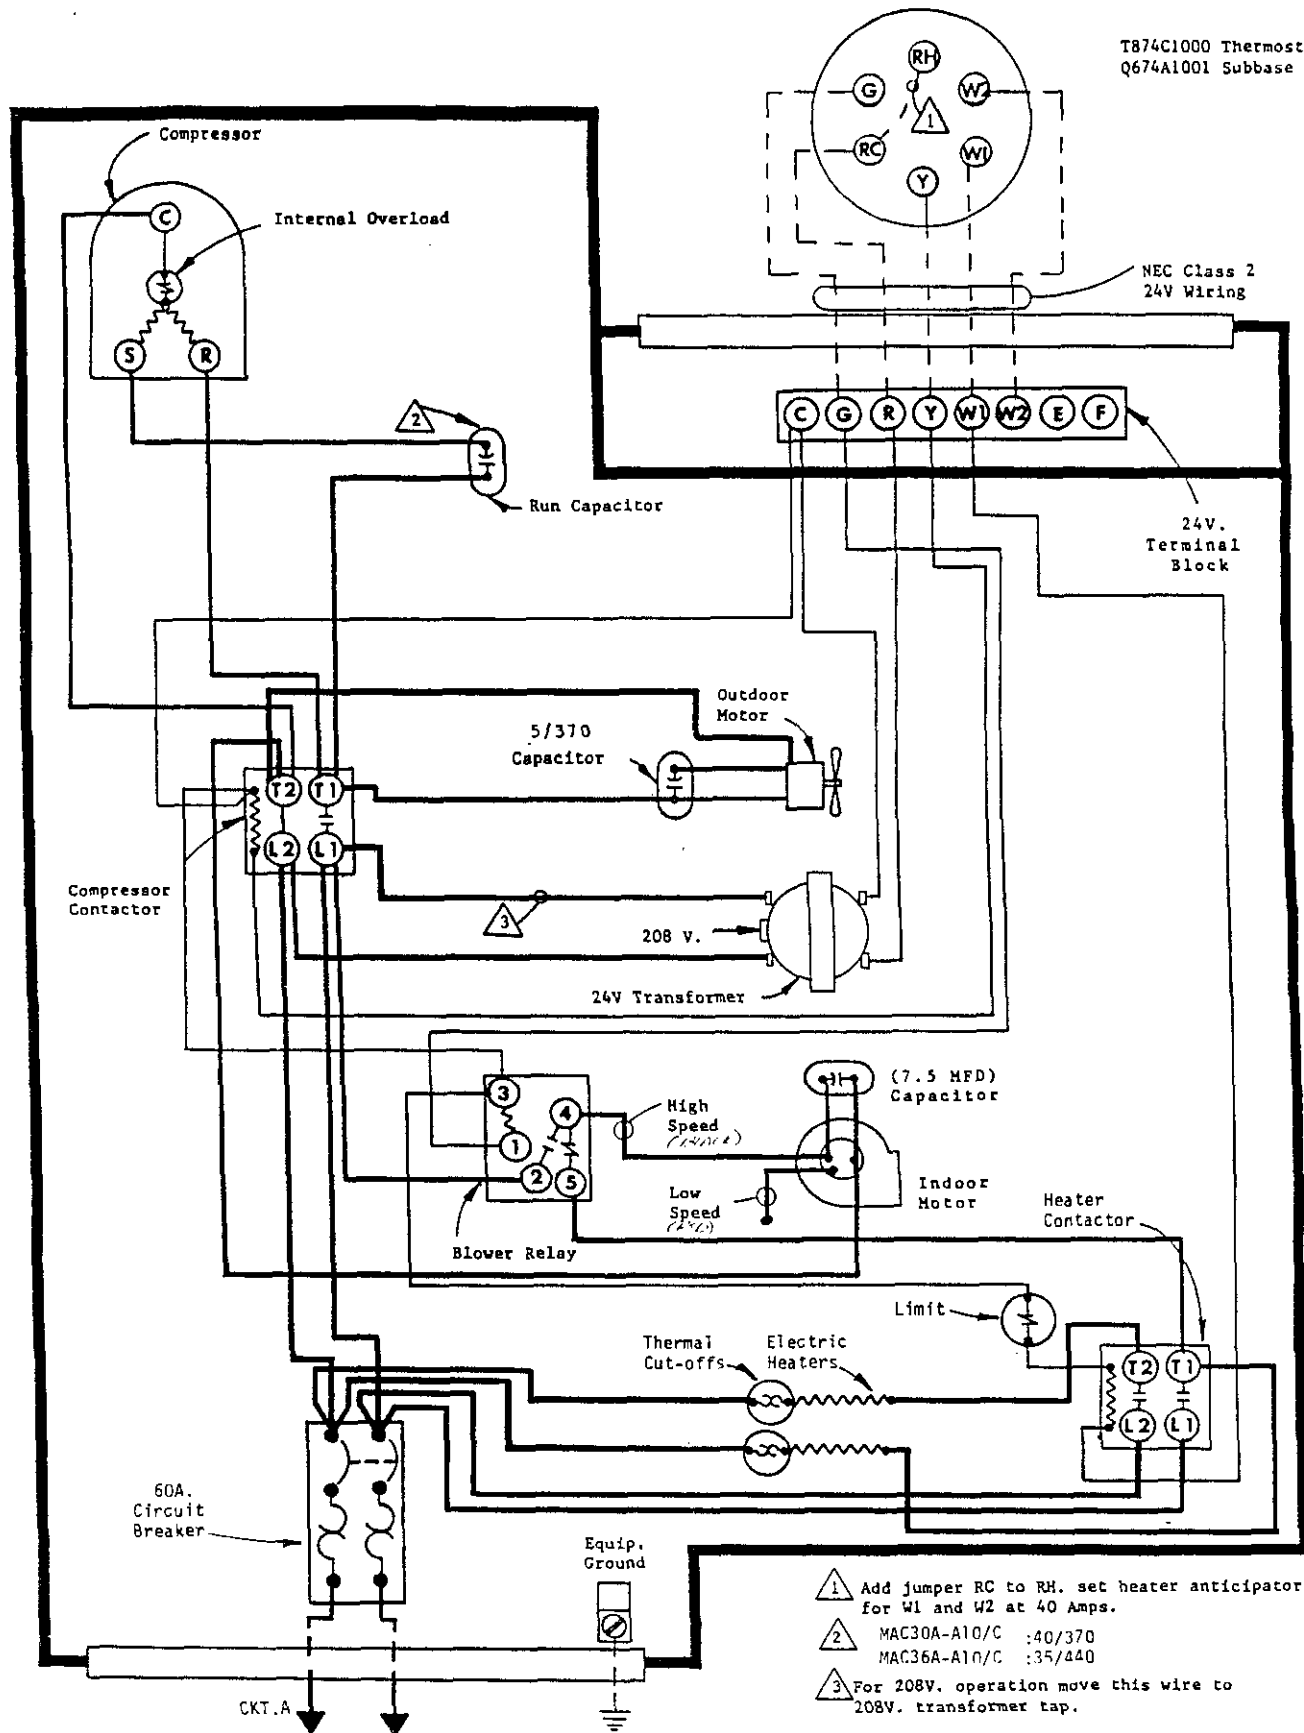 T874C1000 Thermost
Q674A1001 Subbase
RH
G
W2
1
RC
W1
Y
Compressor
C
Internal Overload
S
R
NEC Class 2
24V Wiring
C G R Y W1 W2 E F
2
Run Capacitor
24V.
Terminal
Block
Outdoor
Motor
5/370
Capacitor
T2 T1
L2 L1
Compressor
Contactor
3
208 V.
24V Transformer
(7.5 MFD)
Capacitor
3
4
1
2
5
High
Speed
Low
Speed
Indoor
Motor
Blower Relay
Heater
Contactor
Limit
Thermal
Cut-offs
Electric
Heaters
T2 T1
L2 L1
60A.
Circuit
Breaker
Equip.
Ground
CKT.A
1 Add jumper RC to RH. set heater anticipator
for W1 and W2 at 40 Amps.
2 MAC30A-A10/C :40/370
MAC36A-A10/C :35/440
3 For 208V. operation move this wire to
208V. transformer tap.